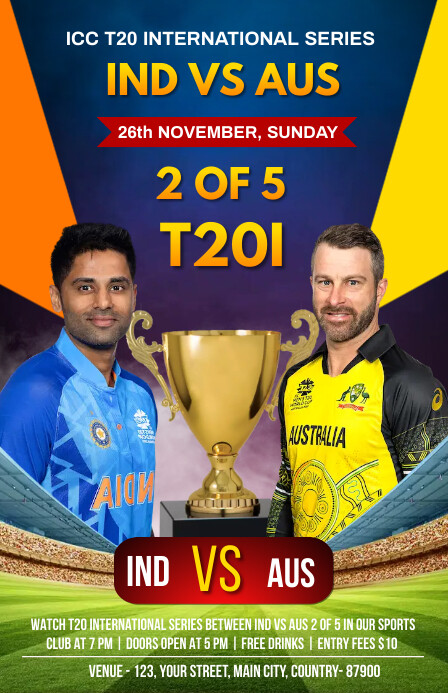 ICC T20 INTERNATIONAL SERIES
IND VS AUS
26th NOVEMBER, SUNDAY
2 OF 5
T20I
INDIA
AUSTRALIA
IND VS AUS
WATCH T20 INTERNATIONAL SERIES BETWEEN IND VS AUS 2 OF 5 IN OUR SPORTS
CLUB AT 7 PM | DOORS OPEN AT 5 PM | FREE DRINKS | ENTRY FEES $10
VENUE - 123, YOUR STREET, MAIN CITY, COUNTRY- 87900